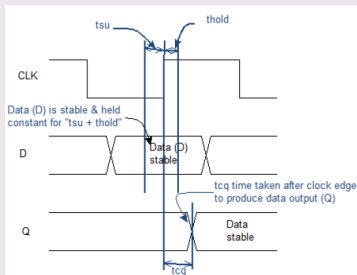 tsu
thold
CLK
Data (D) is stable & held
constant for "tsu + thold"
D
Data (D)
stable
tcq time taken after clock edge
to produce data output (Q)
Q
Data
stable
tcq